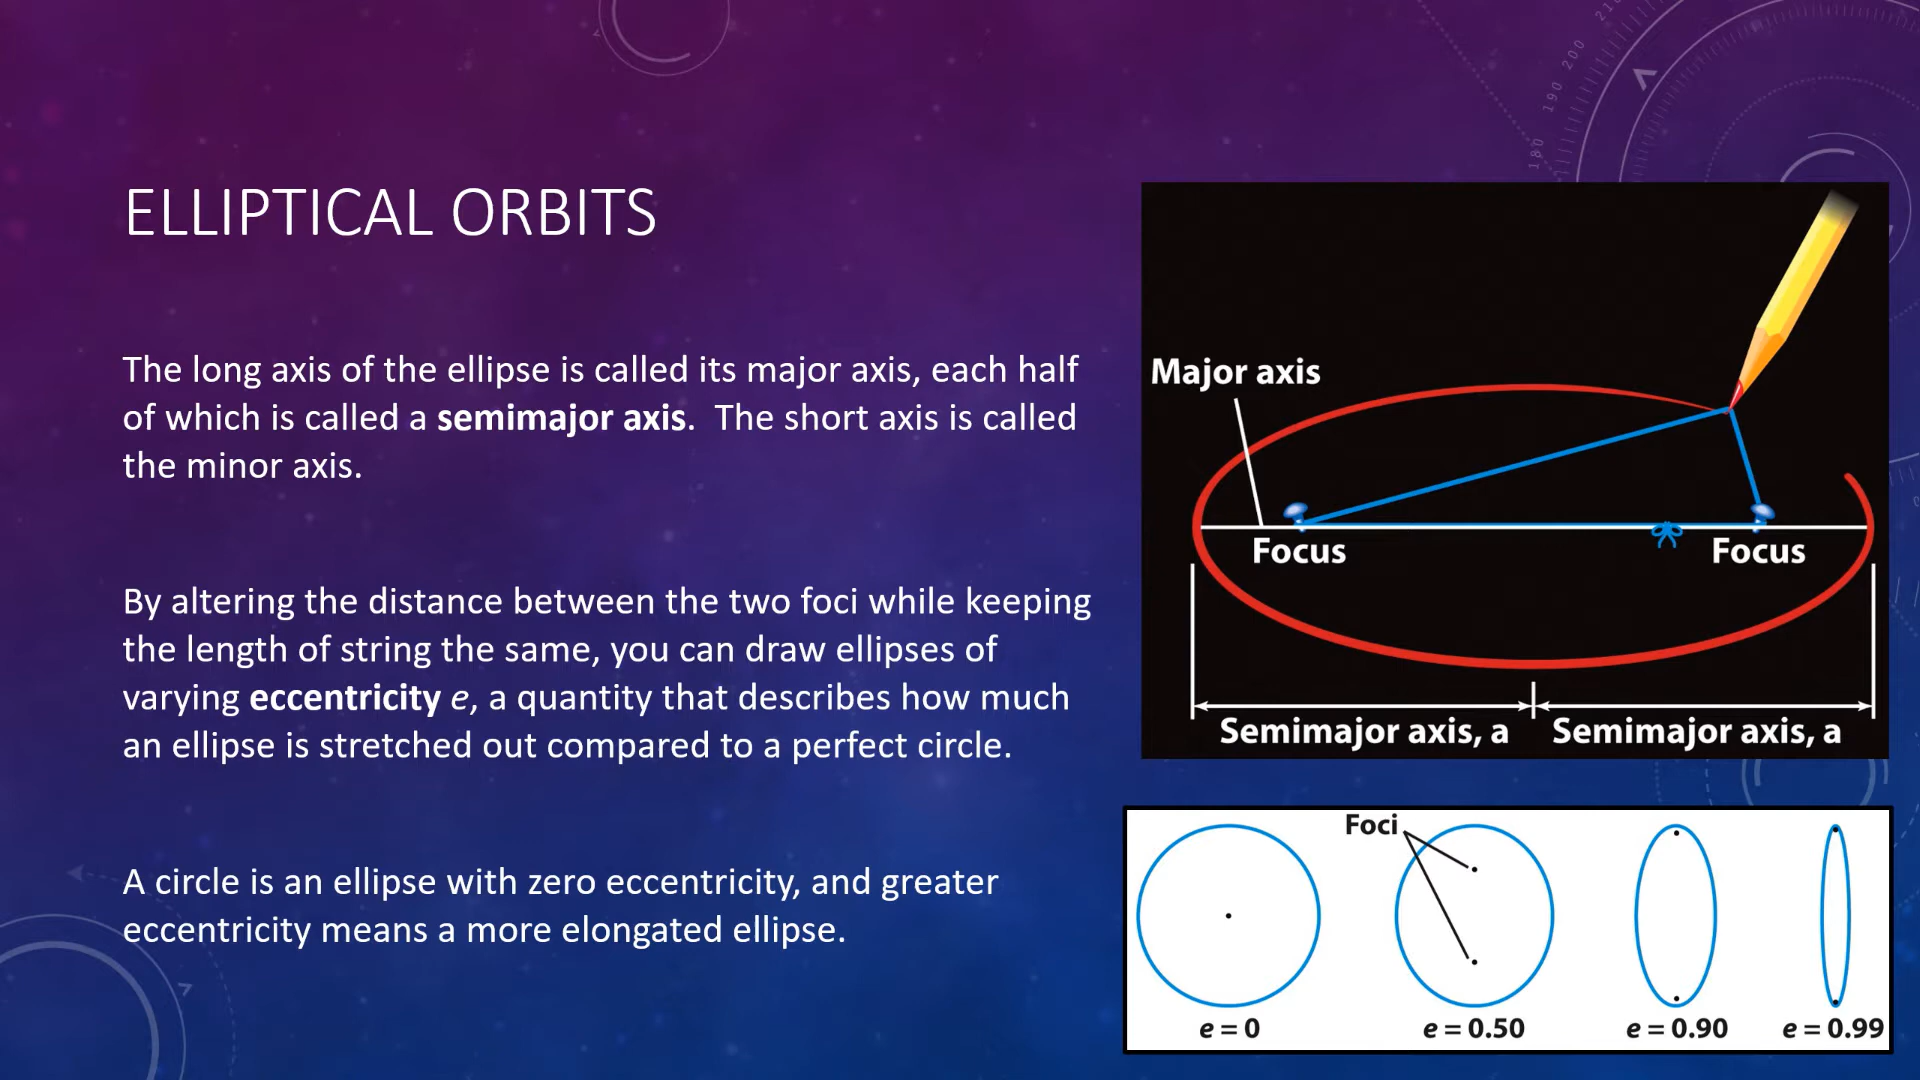 ELLIPTICAL ORBITS
The long axis of the ellipse is called its major axis, each half
of which is called a semimajor axis.  The short axis is called
the minor axis.
By altering the distance between the two foci while keeping
the length of string the same, you can draw ellipses of
varying eccentricity e, a quantity that describes how much
an ellipse is stretched out compared to a perfect circle.
A circle is an ellipse with zero eccentricity, and greater
eccentricity means a more elongated ellipse.
Major axis
Focus
Focus
Semimajor axis, a
Semimajor axis, a
Foci
e = 0
e = 0.50
e = 0.90
e = 0.99
180
190
200